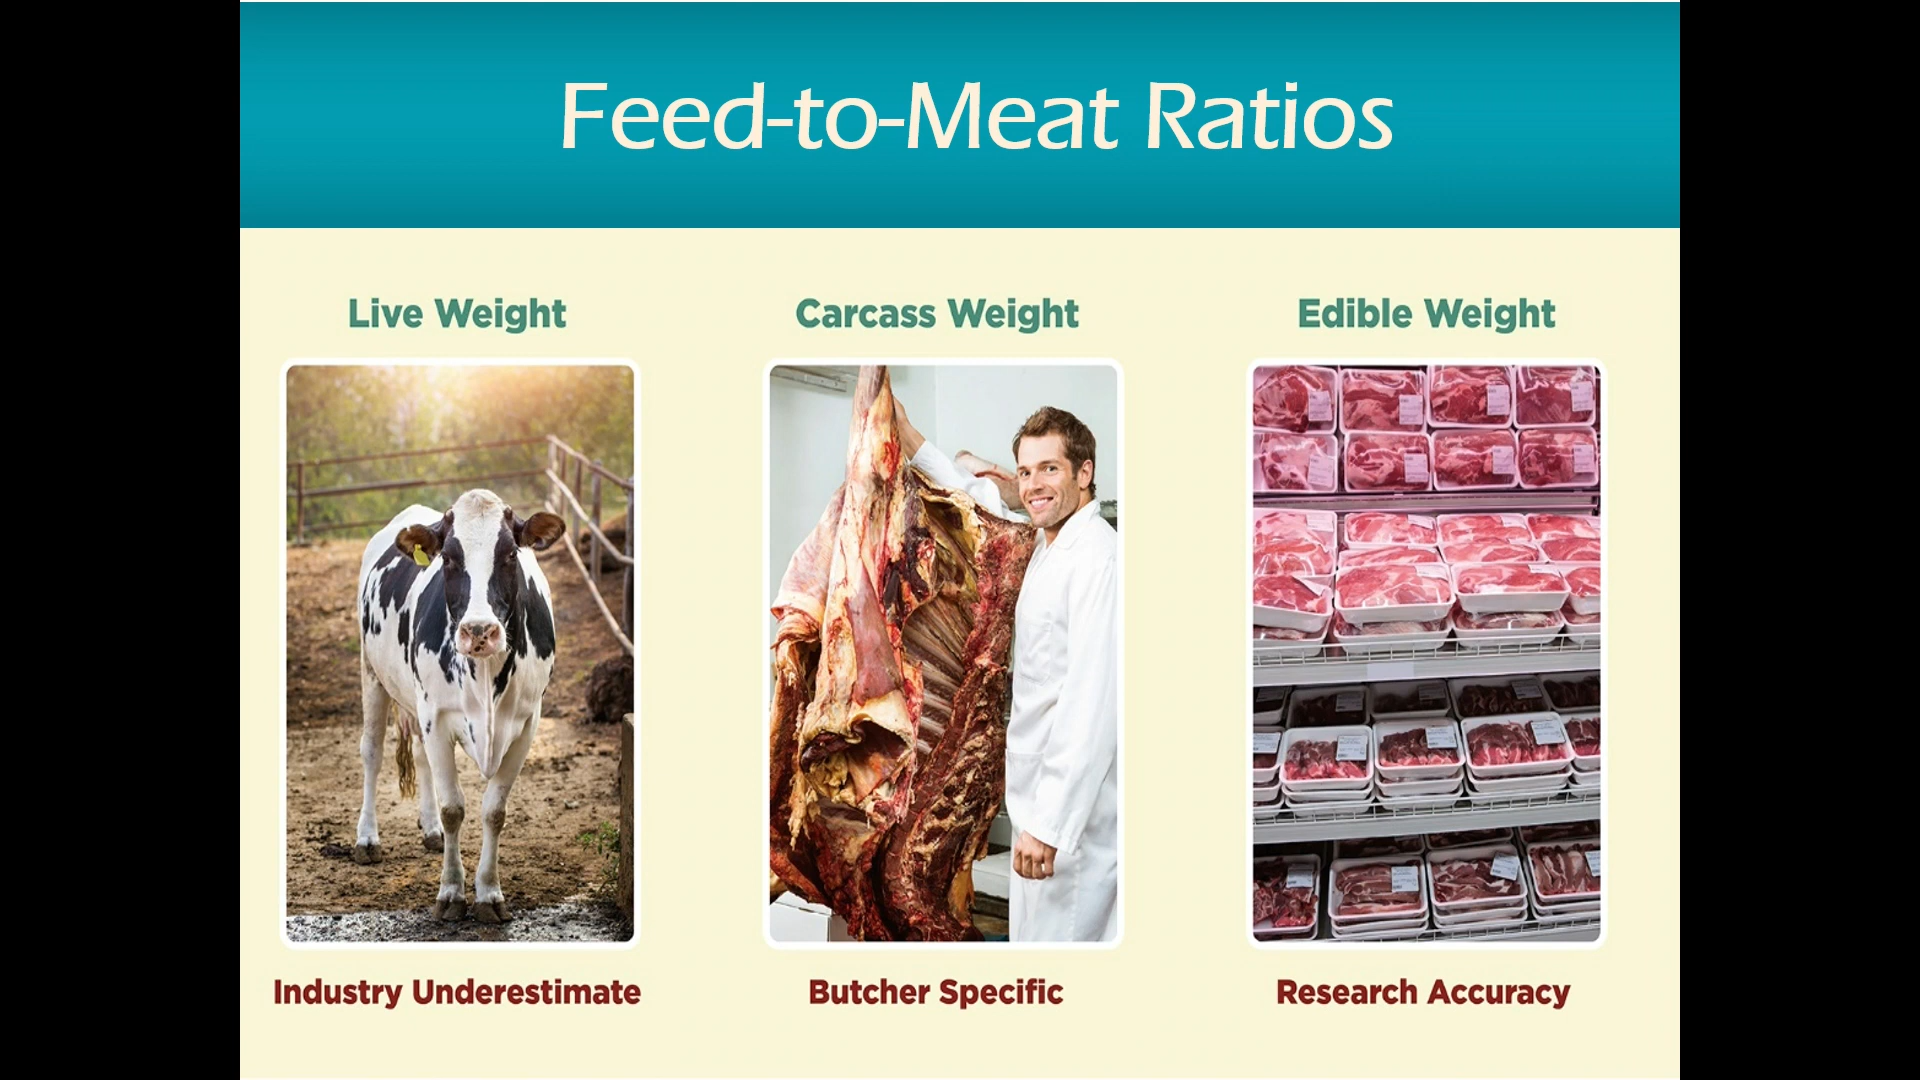 Feed-to-Meat Ratios
Live Weight
Carcass Weight
Edible Weight
Industry Underestimate
Butcher Specific
Research Accuracy